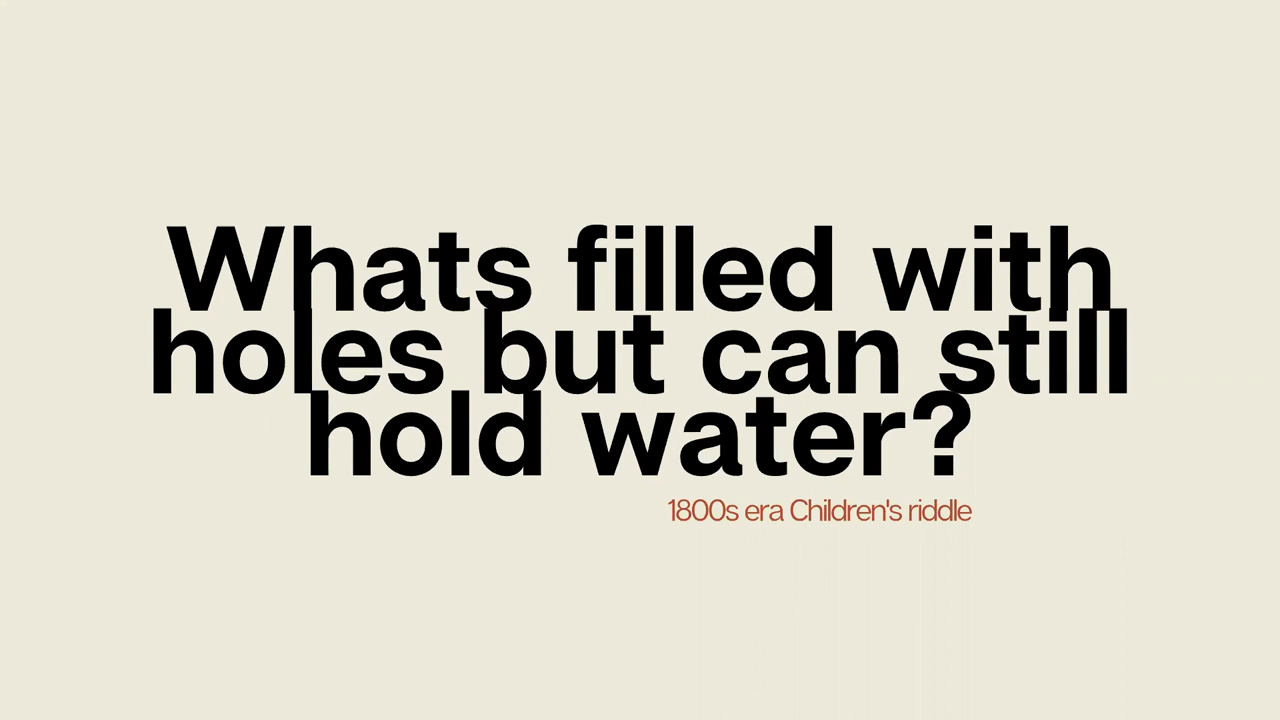 Whats filled with
holes but can still
hold water?
1800s era Children's riddle